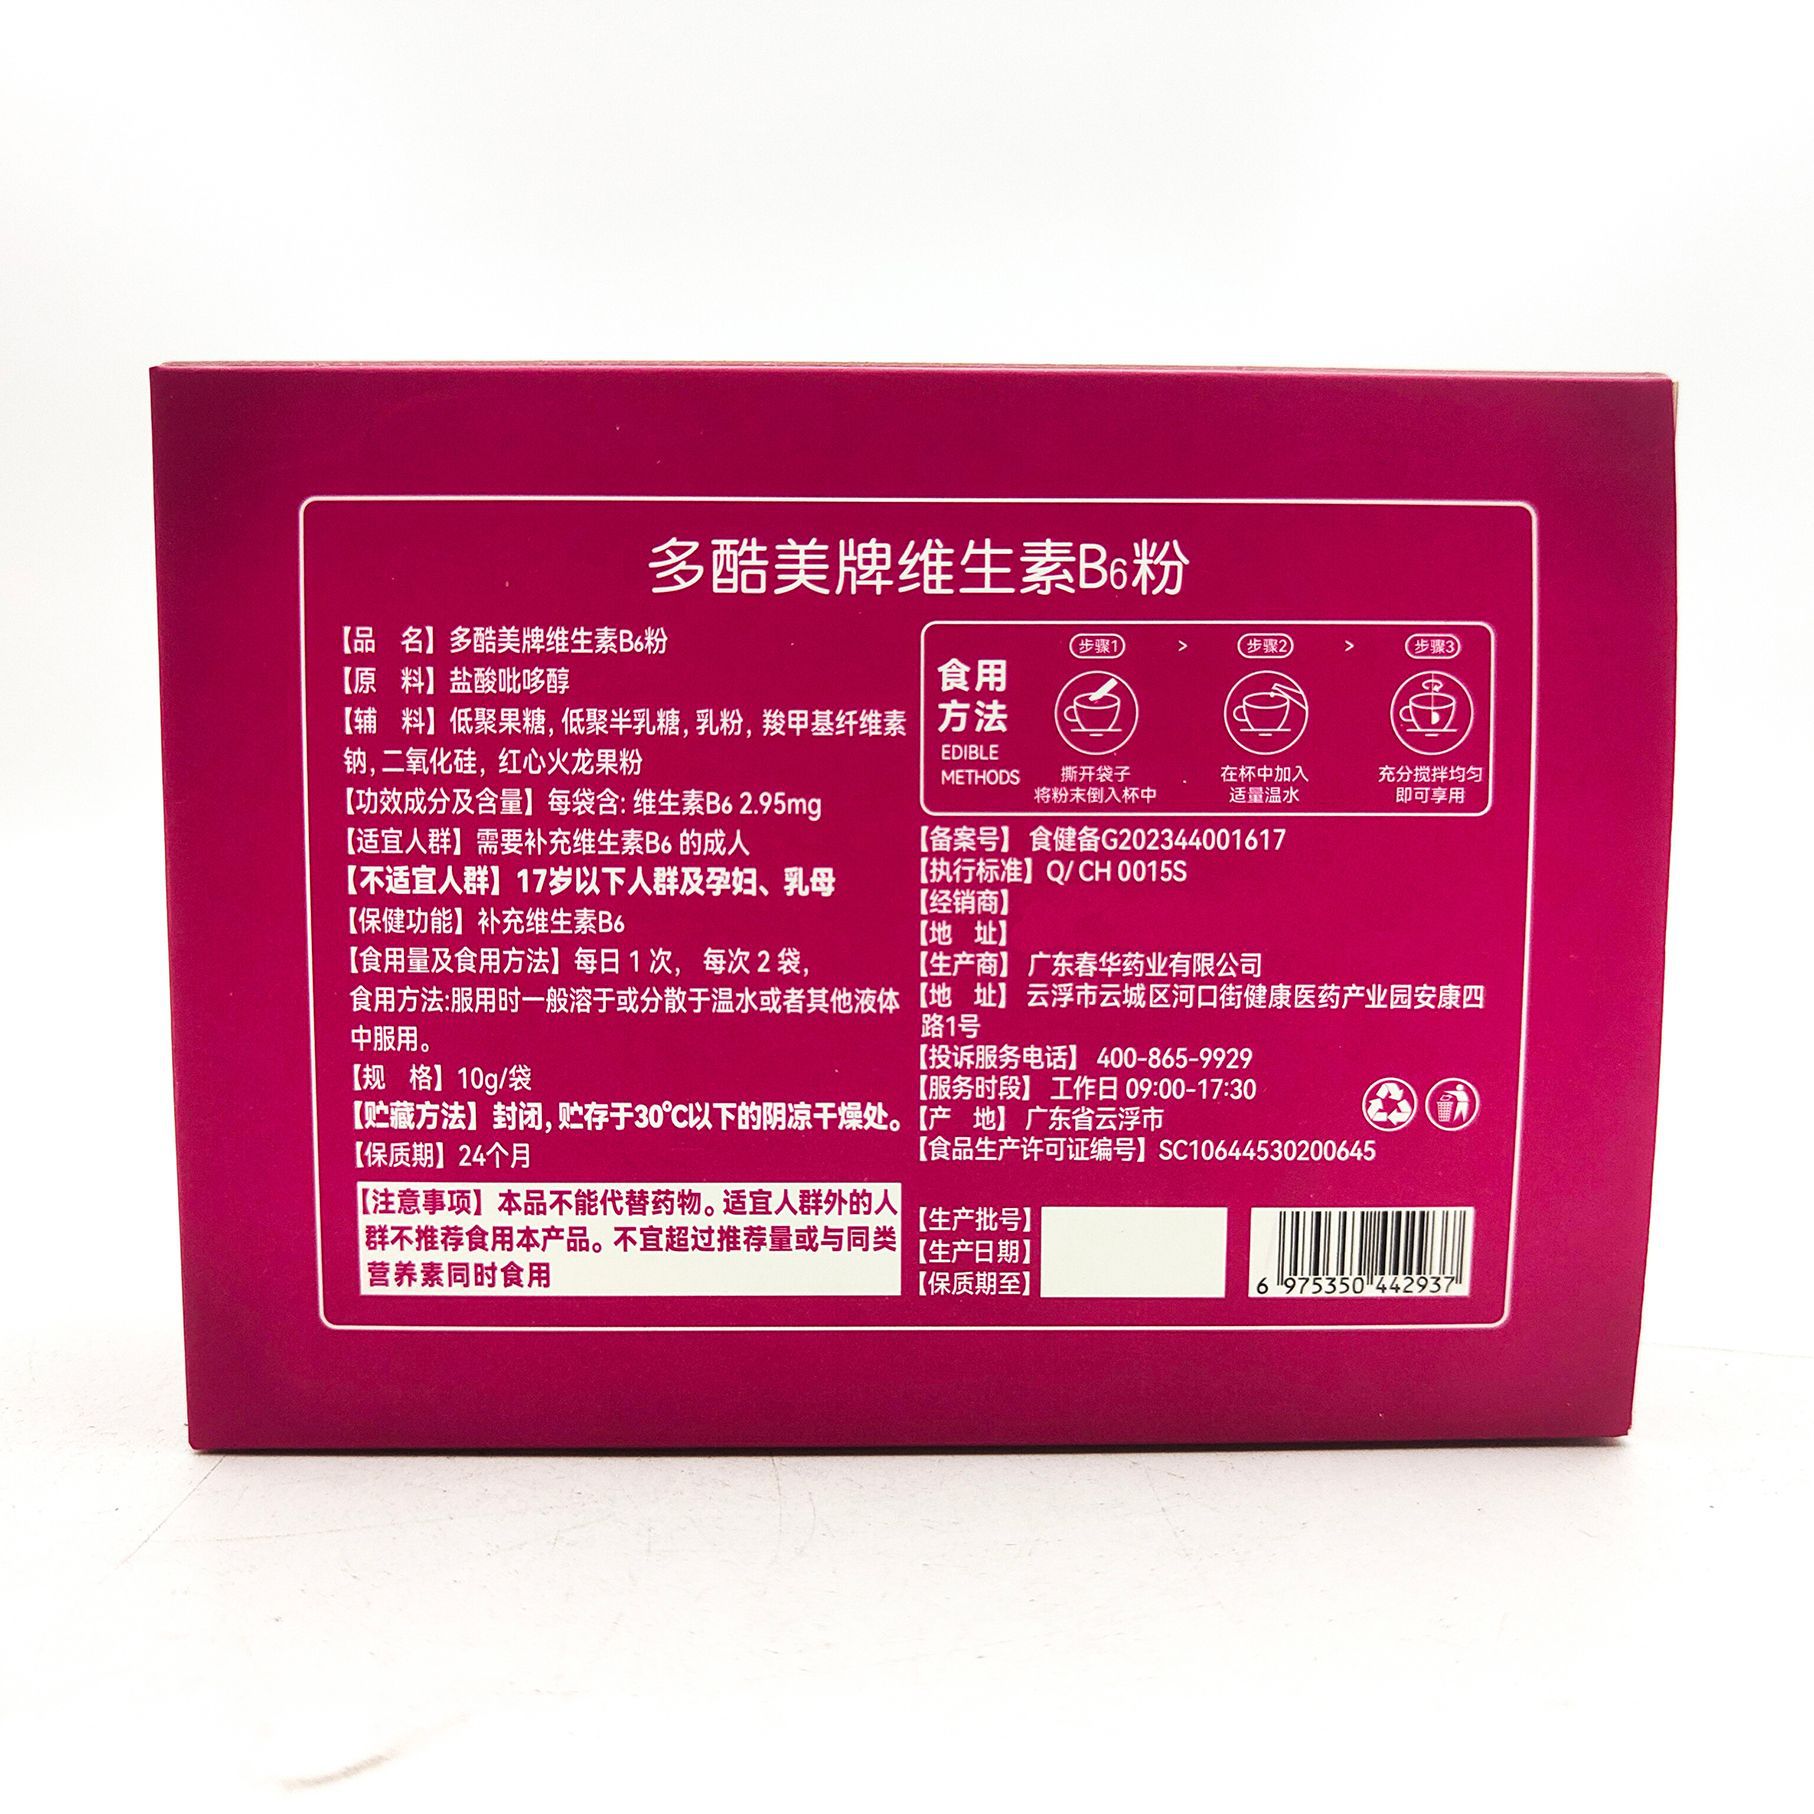 多酷美牌维生素B6粉
【品 名】多酷美牌维生素B6粉
【原 料】盐酸吡哆醇
【辅 料】低聚果糖,低聚半乳糖,乳粉,羧甲基纤维素
钠,二氧化硅,红心火龙果粉
【功效成分及含量】每袋含:维生素B6 2.95mg
【适宜人群】需要补充维生素B6 的成人
【不适宜人群】17岁以下人群及孕妇、乳母
【保健功能】补充维生素B6
【食用量及食用方法】每日1次, 每次2袋,
食用方法:服用时一般溶于或分散于温水或者其他液体
中服用。
【规 格】10g/袋
【贮藏方法】封闭,贮存于30℃以下的阴凉干燥处。
【保质期】24个月
【注意事项】本品不能代替药物。适宜人群外的人
群不推荐食用本产品。不宜超过推荐量或与同类
营养素同时食用
食用
方法
EDIBLE
METHODS
步骤1 > 步骤2 > 步骤3
撕开袋子
将粉末倒入杯中
在杯中加入
适量温水
充分搅拌均匀
即可享用
【备案号】食健备G202344001617
【执行标准】Q/ CH 0015S
【经销商】
【地 址】
【生产商】广东春华药业有限公司
【地 址】云浮市云城区河口街健康医药产业园安康四
路1号
【投诉服务电话】400-865-9929
【服务时段】工作日 09:00-17:30
【产 地】广东省云浮市
【食品生产许可证编号】SC10644530200645
【生产批号】
【生产日期】
【保质期至】
6 975350 442937